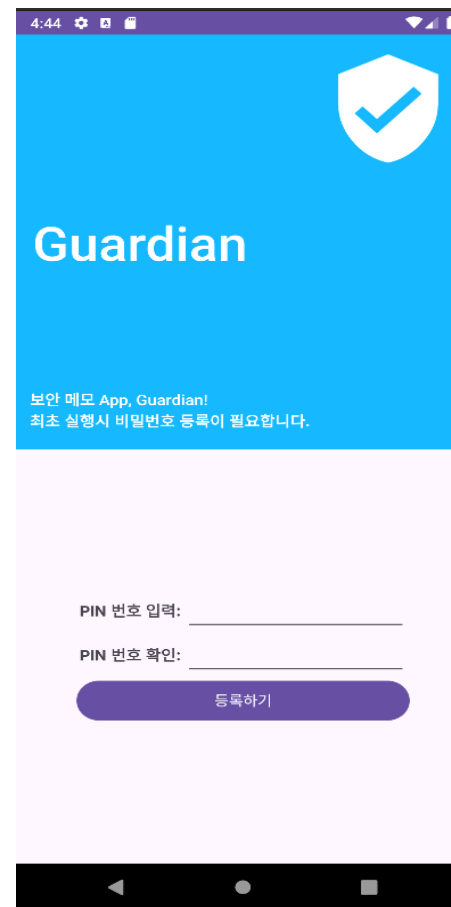 4:44
Guardian
보안 메모 App, Guardian!
최초 실행시 비밀번호 등록이 필요합니다.
PIN 번호 입력:
PIN 번호 확인:
등록하기